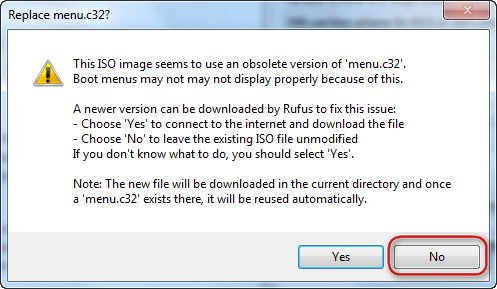 Replace menu.c32?
This ISO image seems to use an obsolete version of 'menu.c32'.
Boot menus may not may not display properly because of this.
A newer version can be downloaded by Rufus to fix this issue:
- Choose 'Yes' to connect to the internet and download the file
- Choose 'No' to leave the existing ISO file unmodified
If you don't know what to do, you should select 'Yes'.
Note: The new file will be downloaded in the current directory and once
a 'menu.c32' exists there, it will be reused automatically.
Yes
No